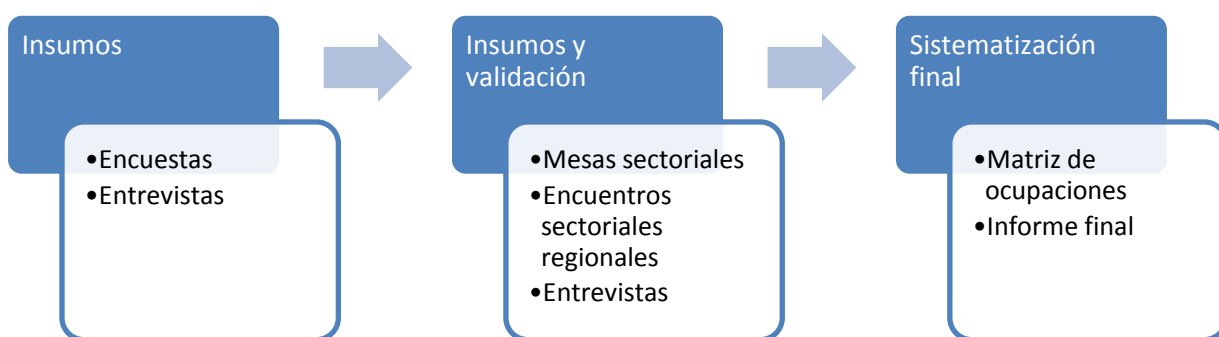 Insumos
•Encuestas
•Entrevistas
Insumos y
validación
•Mesas sectoriales
•Encuentros
sectoriales
regionales
•Entrevistas
Sistematización
final
•Matriz de
ocupaciones
•Informe final